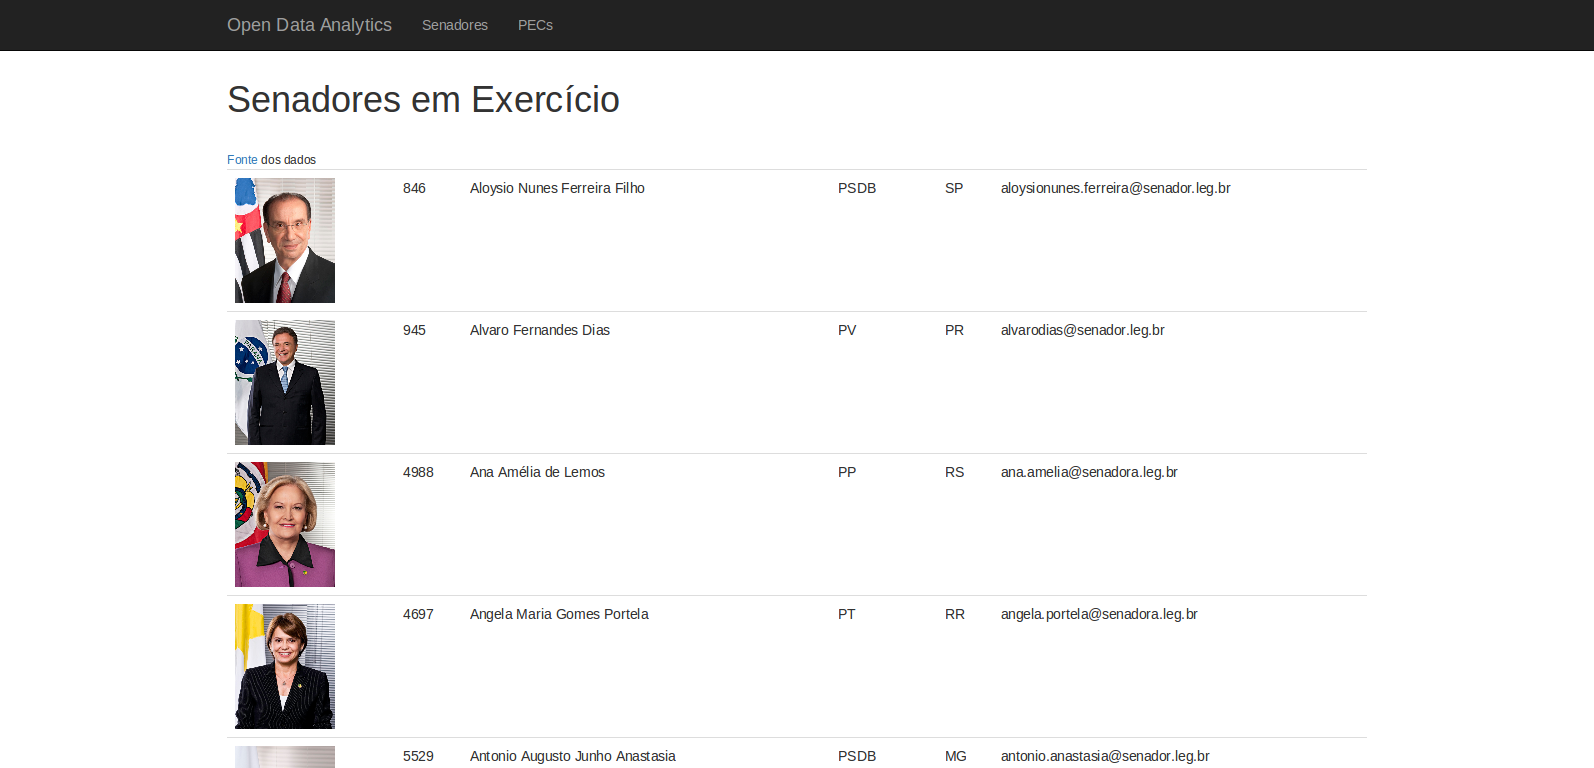 Open Data Analytics Senadores PECs
Senadores em Exercício
Fonte dos dados
846 Aloysio Nunes Ferreira Filho PSDB SP aloysionunes.ferreira@senador.leg.br
945 Alvaro Fernandes Dias PV PR alvarodias@senador.leg.br
4988 Ana Amélia de Lemos PP RS ana.amelia@senadora.leg.br
4697 Angela Maria Gomes Portela PT RR angela.portela@senadora.leg.br
5529 Antonio Augusto Junho Anastasia PSDB MG antonio.anastasia@senador.leg.br